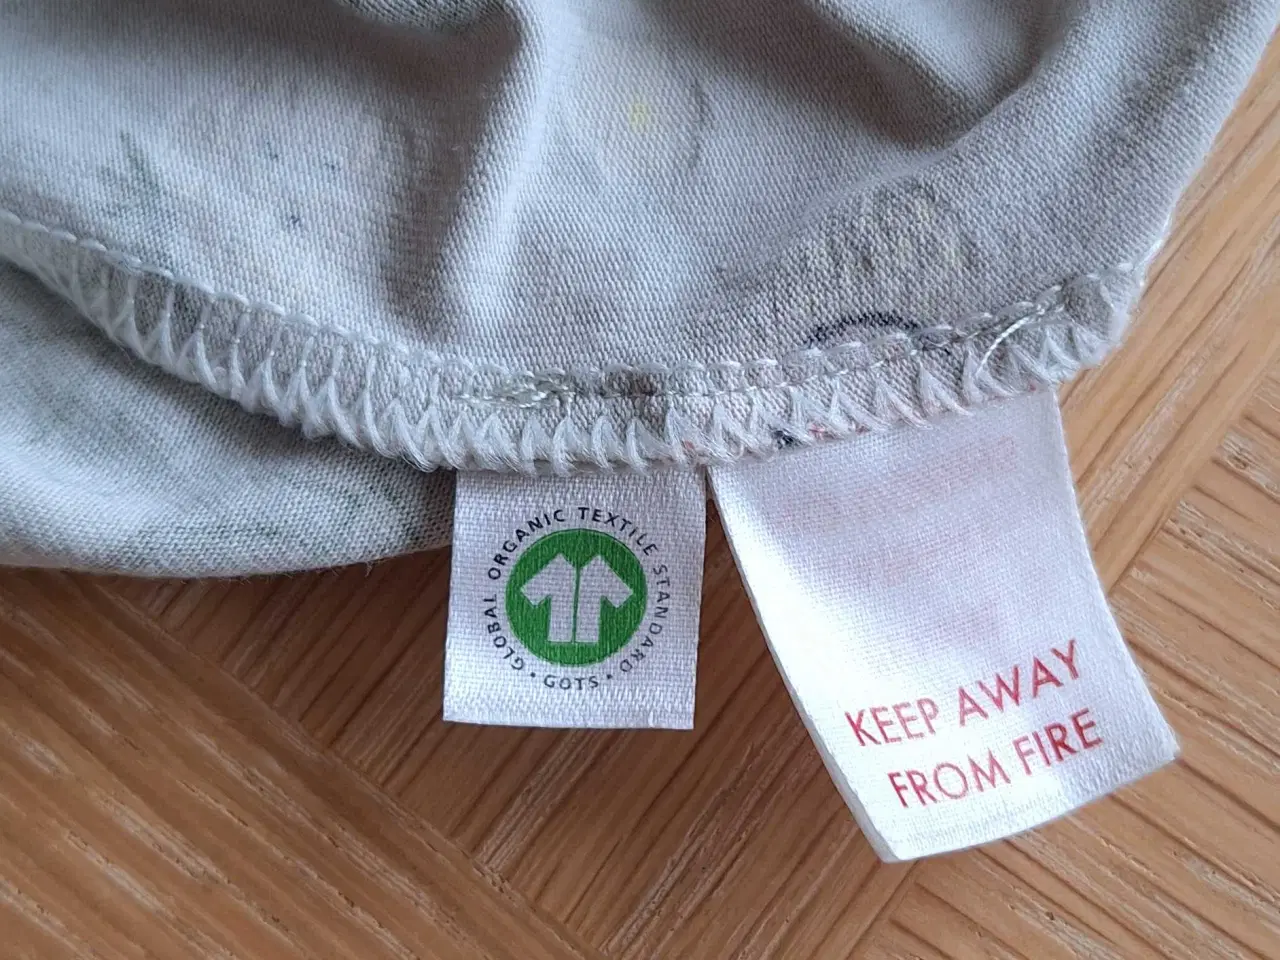 GLOBAL ORGANIC TEXTILE STANDARD
• GOTS •
KEEP AWAY
FROM FIRE